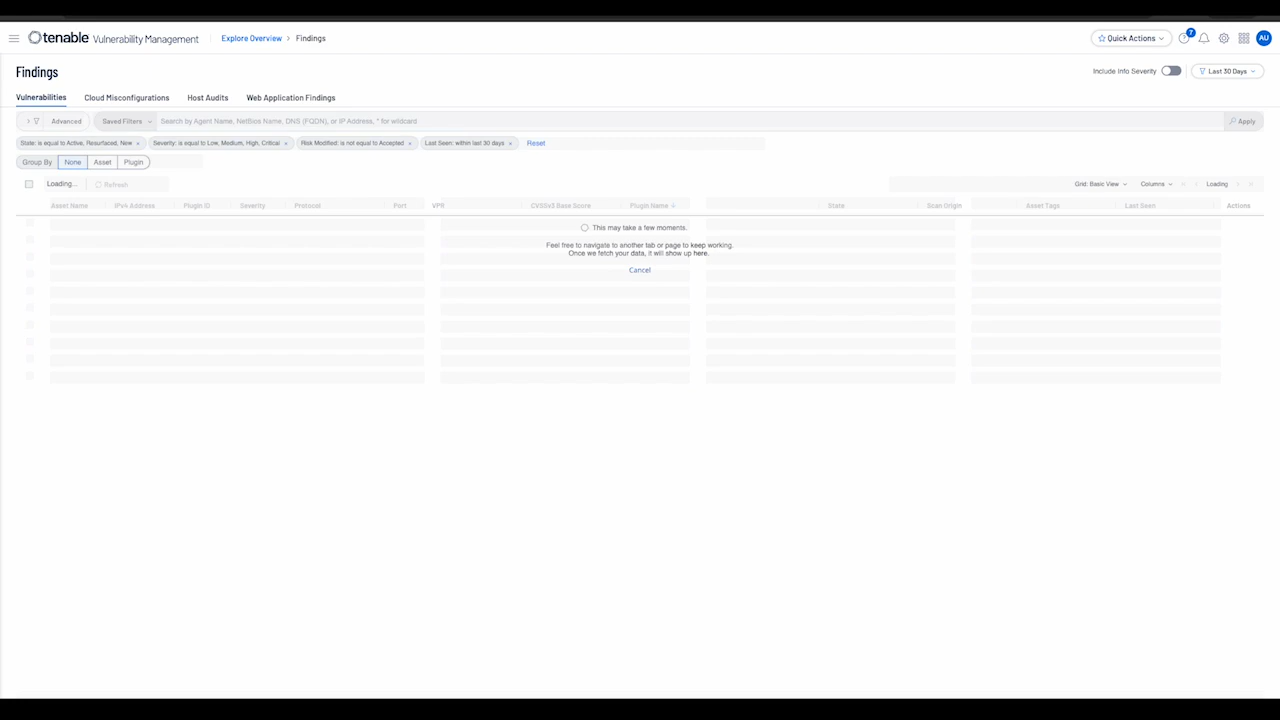 tenable Vulnerability Management Explore Overview > Findings Quick Actions 7 AU
Findings Include Info Severity Last 30 Days
Vulnerabilities Cloud Misconfigurations Host Audits Web Application Findings
Advanced Saved Filters Search by Agent Name, NetBios Name, DNS (FQDN), or IP Address, * for wildcard Apply
State: is equal to Active, Resurfaced, New × Severity: is equal to Low, Medium, High, Critical × Risk Modified: is not equal to Accepted × Last Seen: within last 30 days × Reset
Group By None Asset Plugin
Loading... Refresh Grid: Basic View Columns Loading
Asset Name IPv4 Address Plugin ID Severity Protocol Port VPR CVSSv3 Base Score Plugin Name State Scan Origin Asset Tags Last Seen Actions
This may take a few moments.
Feel free to navigate to another tab or page to keep working.
Once we fetch your data, it will show up here.
Cancel